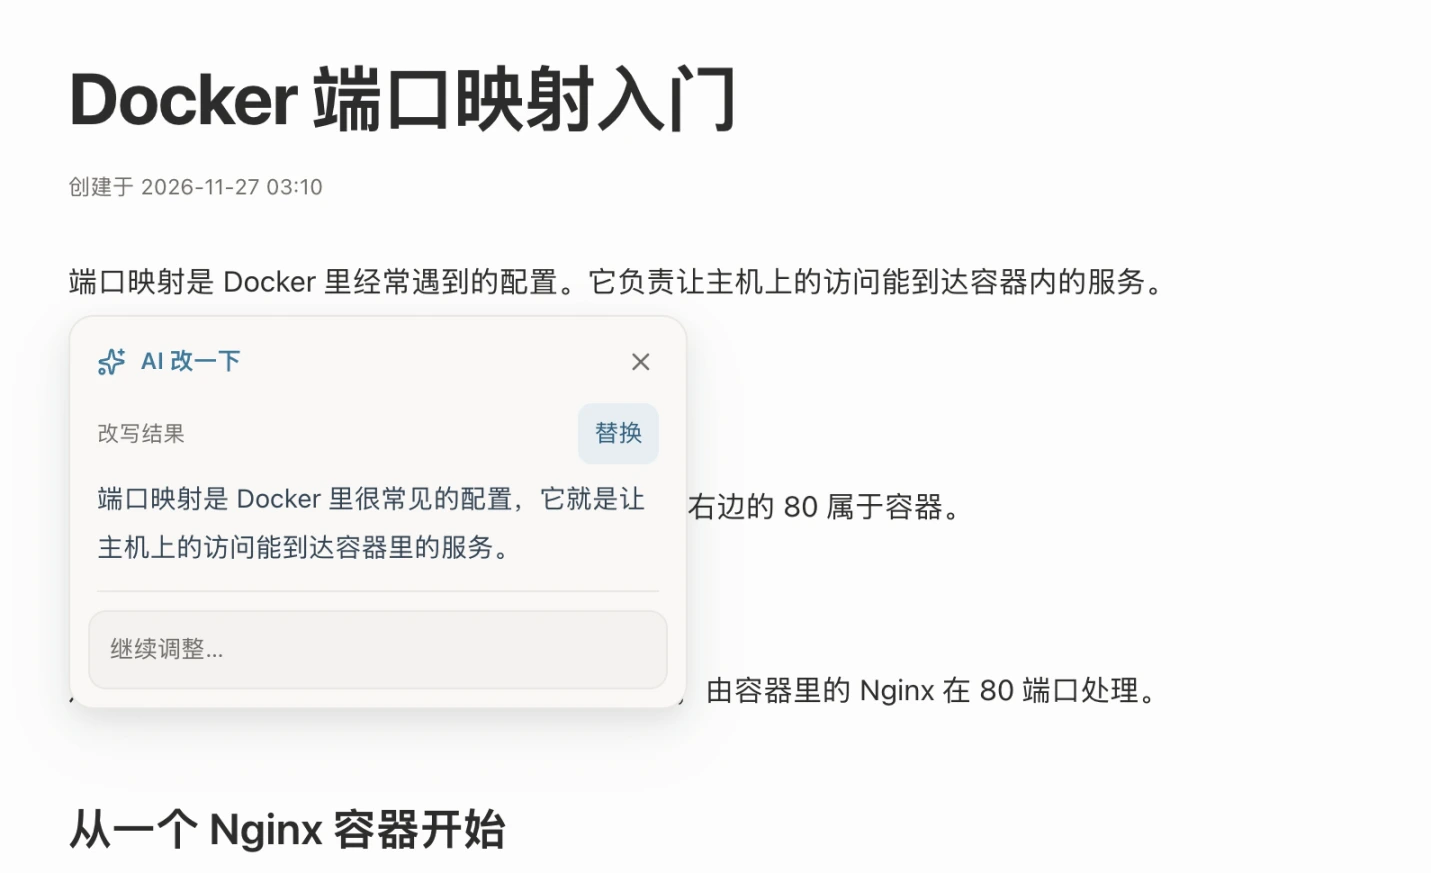 Docker 端口映射入门
创建于 2026-11-27 03:10
端口映射是 Docker 里经常遇到的配置。它负责让主机上的访问能到达容器内的服务。
AI 改一下
改写结果
替换
端口映射是 Docker 里很常见的配置，它就是让
主机上的访问能到达容器里的服务。
右边的 80 属于容器。
继续调整...
，由容器里的 Nginx 在 80 端口处理。
从一个 Nginx 容器开始